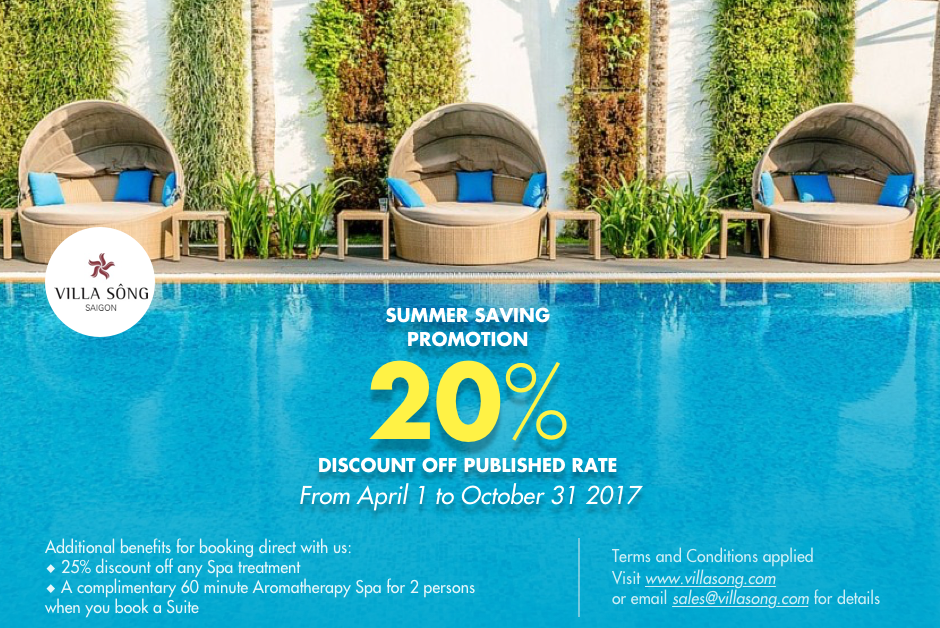 VILLA SÔNG
SAIGON
SUMMER SAVING
PROMOTION
20%
DISCOUNT OFF PUBLISHED RATE
From April 1 to October 31 2017
Additional benefits for booking direct with us:
◆ 25% discount off any Spa treatment
◆ A complimentary 60 minute Aromatherapy Spa for 2 persons
when you book a Suite
Terms and Conditions applied
Visit www.villasong.com
or email sales@villasong.com for details